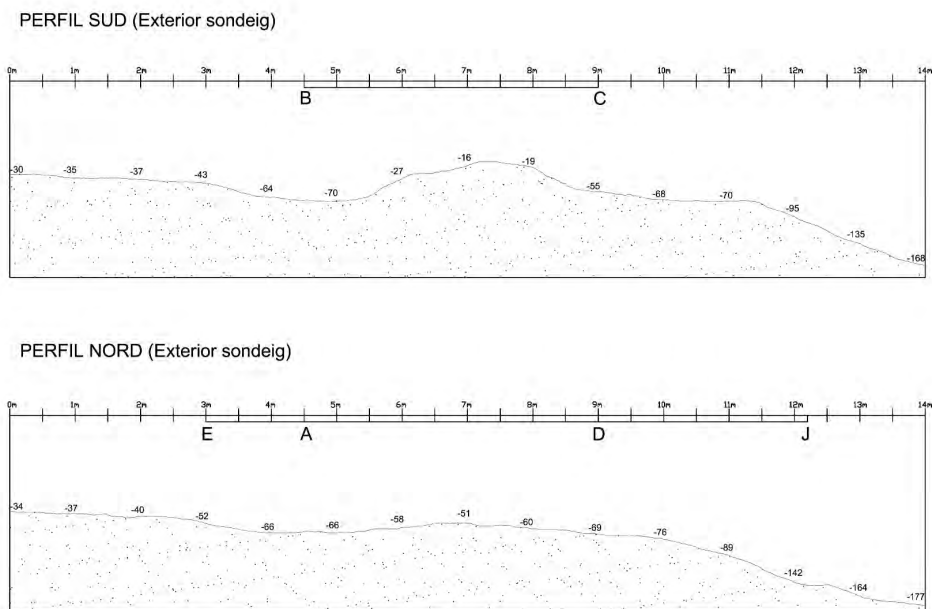 PERFIL SUD (Exterior sondeig)
0m 1m 2m 3m 4m 5m 6m 7m 8m 9m 10m 11m 12m 13m 14m
B C
-30 -35 -37 -43 -64 -70 -27 -16 -19 -55 -68 -70 -95 -135 -168
PERFIL NORD (Exterior sondeig)
0m 1m 2m 3m 4m 5m 6m 7m 8m 9m 10m 11m 12m 13m 14m
E A D J
-34 -37 -40 -52 -66 -66 -58 -51 -60 -69 -76 -89 -142 -164 -177